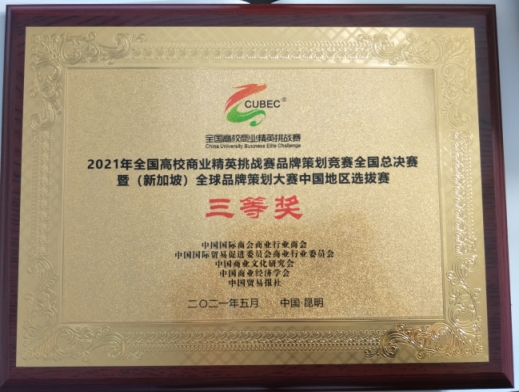 CUBEC®
全国高校商业精英挑战赛
China University Business Elite Challenge
2021年全国高校商业精英挑战赛品牌策划竞赛全国总决赛
暨（新加坡）全球品牌策划大赛中国地区选拔赛
三等奖
中国国际商会商业行业商会
中国国际贸易促进委员会商业行业委员会
中国商业文化研究会
中国商业经济学会
中国贸易报社
二〇二一年五月 中国·昆明